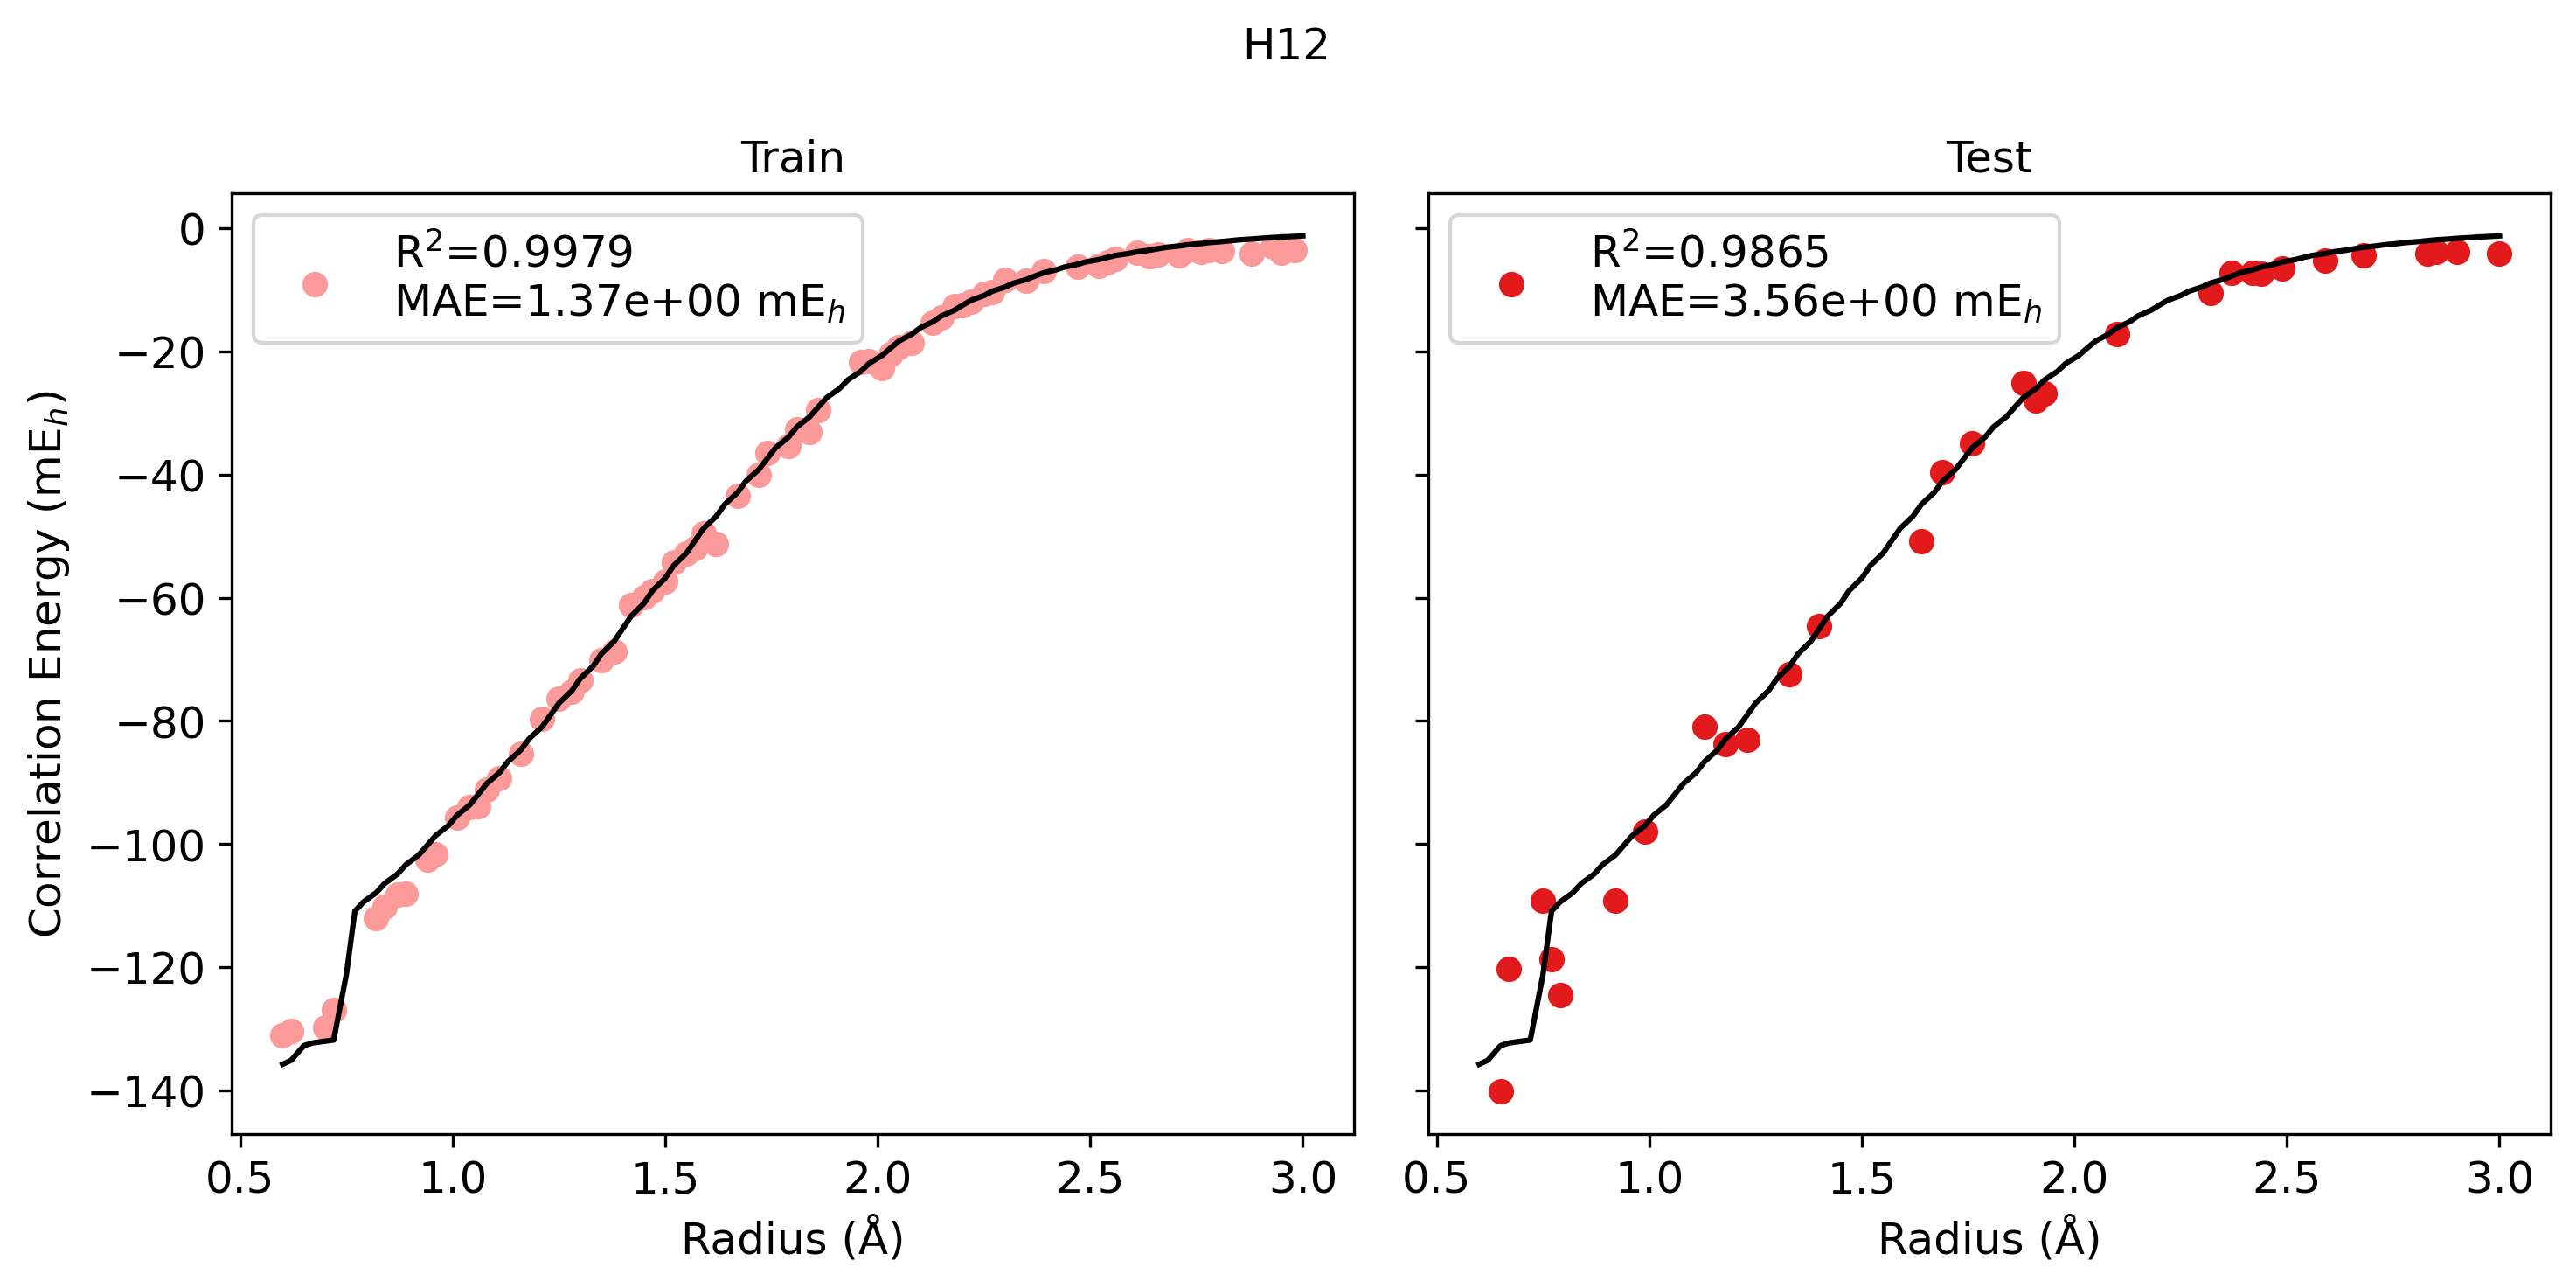 H12
Train
Test
R²=0.9979
MAE=1.37e+00 mEₕ
R²=0.9865
MAE=3.56e+00 mEₕ
Correlation Energy (mEₕ)
0
−20
−40
−60
−80
−100
−120
−140
0.5 1.0 1.5 2.0 2.5 3.0
0.5 1.0 1.5 2.0 2.5 3.0
Radius (Å)
Radius (Å)